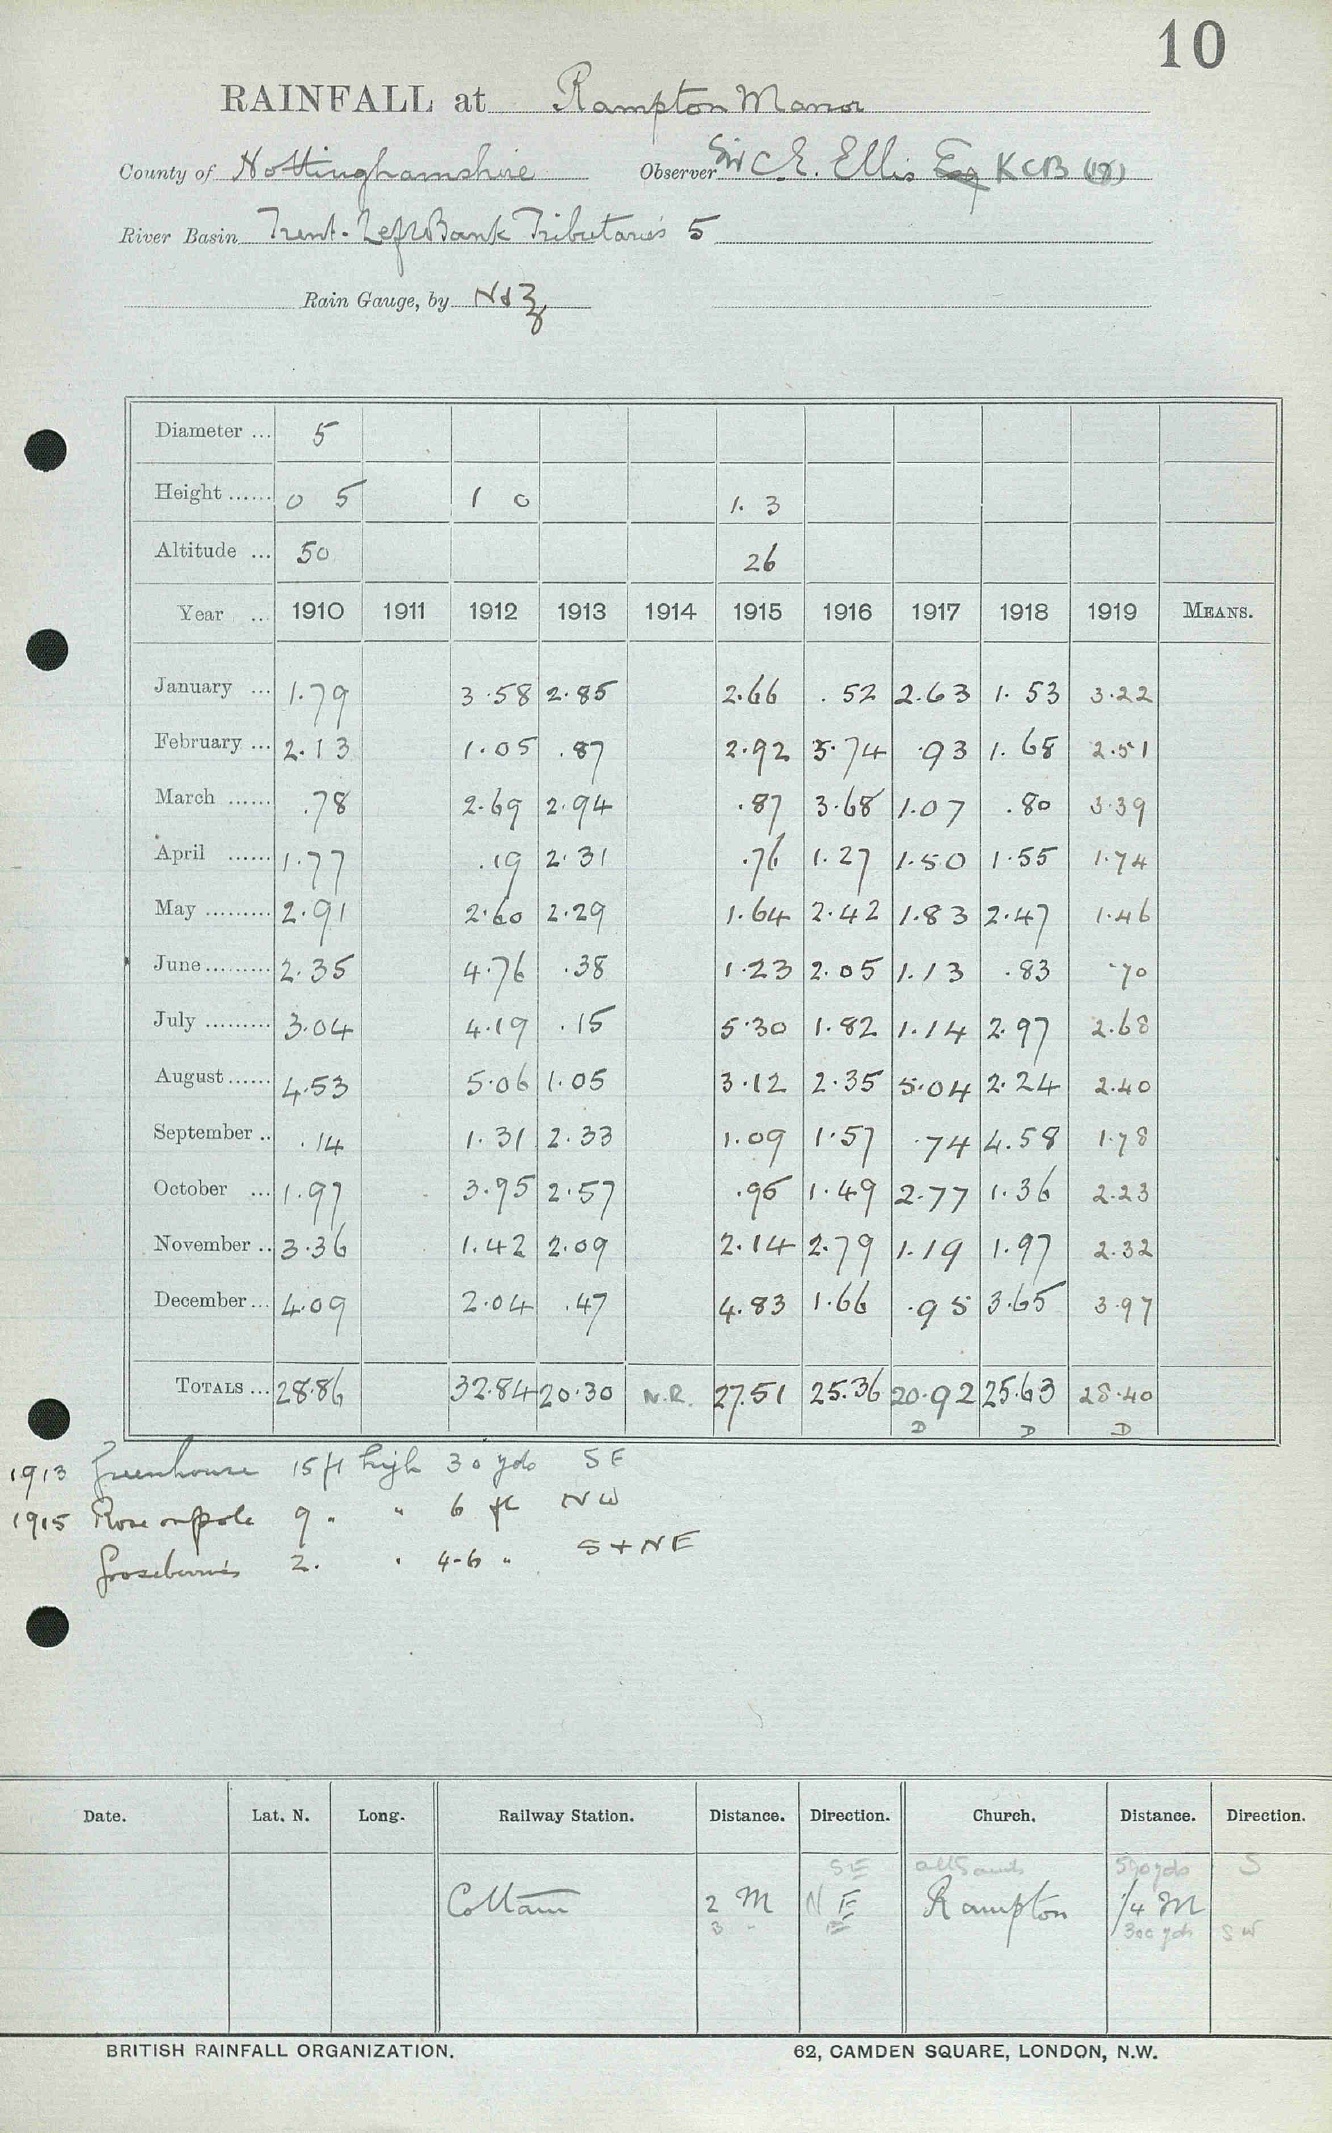 10
RAINFALL at Rampton Manor
County of Nottinghamshire Observer Sir C. E. Ellis Esq KCB (18)
River Basin Trent. Left Bank Tributaries 5
Rain Gauge, by N & Z
Diameter ... 5
Height ...... 0 5 1 0 1. 3
Altitude ... 50 26
Year ... 1910 1911 1912 1913 1914 1915 1916 1917 1918 1919 MEANS.
January ... 1.79 3.58 2.85 2.66 .52 2.63 1.53 3.22
February ... 2.13 1.05 .87 2.92 3.74 .93 1.68 2.51
March ...... .78 2.69 2.94 .87 3.68 1.07 .80 3.39
April ...... 1.77 .19 2.31 .76 1.27 1.50 1.55 1.74
May ......... 2.91 2.60 2.29 1.64 2.42 1.83 2.47 1.46
June ......... 2.35 4.76 .38 1.23 2.05 1.13 .83 .70
July ......... 3.04 4.19 .15 5.30 1.82 1.14 2.97 2.68
August ...... 4.53 5.06 1.05 3.12 2.35 5.04 2.24 2.40
September .. .14 1.31 2.33 1.09 1.57 .74 4.58 1.78
October ... 1.97 3.95 2.57 .95 1.49 2.77 1.36 2.23
November .. 3.36 1.42 2.09 2.14 2.79 1.19 1.97 2.32
December ... 4.09 2.04 .47 4.83 1.66 .95 3.65 3.97
TOTALS ... 28.86 32.84 20.30 N.R. 27.51 25.36 20.92 25.63 28.40
D D D
1913 Greenhouse 15 ft high 30 yds SE
1915 Rose on pole 9 " " 6 ft NW
Gooseberries 2. " 4-6 " S + NE
Date. Lat. N. Long. Railway Station. Distance. Direction. Church. Distance. Direction.
SE All Saints yds S
Cottam 2 M N E Rampton 1/4 M
3 " E 300 yds SW
BRITISH RAINFALL ORGANIZATION. 62, CAMDEN SQUARE, LONDON, N.W.